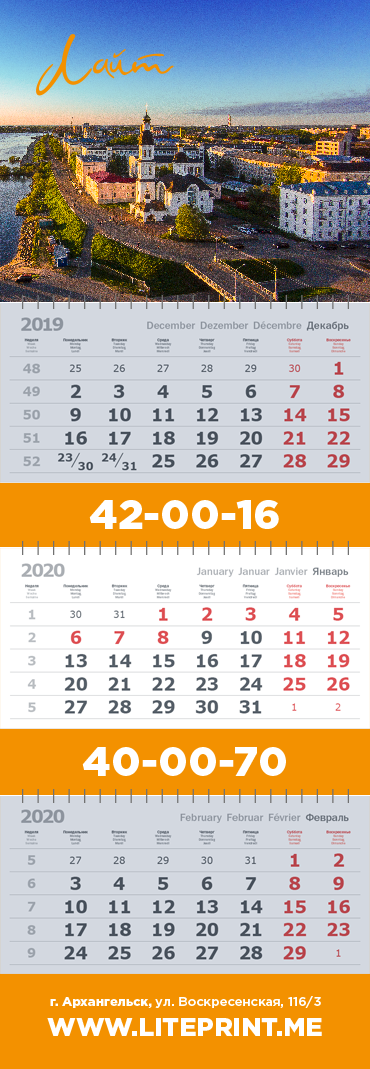 Лайт
2019 December Dezember Décembre Декабрь
Неделя Понедельник Вторник Среда Четверг Пятница Суббота Воскресенье
48 25 26 27 28 29 30 1
49 2 3 4 5 6 7 8
50 9 10 11 12 13 14 15
51 16 17 18 19 20 21 22
52 23/30 24/31 25 26 27 28 29
42-00-16
2020 January Januar Janvier Январь
Неделя Понедельник Вторник Среда Четверг Пятница Суббота Воскресенье
1 30 31 1 2 3 4 5
2 6 7 8 9 10 11 12
3 13 14 15 16 17 18 19
4 20 21 22 23 24 25 26
5 27 28 29 30 31 1 2
40-00-70
2020 February Februar Février Февраль
Неделя Понедельник Вторник Среда Четверг Пятница Суббота Воскресенье
5 27 28 29 30 31 1 2
6 3 4 5 6 7 8 9
7 10 11 12 13 14 15 16
8 17 18 19 20 21 22 23
9 24 25 26 27 28 29 1
г. Архангельск, ул. Воскресенская, 116/3
WWW.LITEPRINT.ME